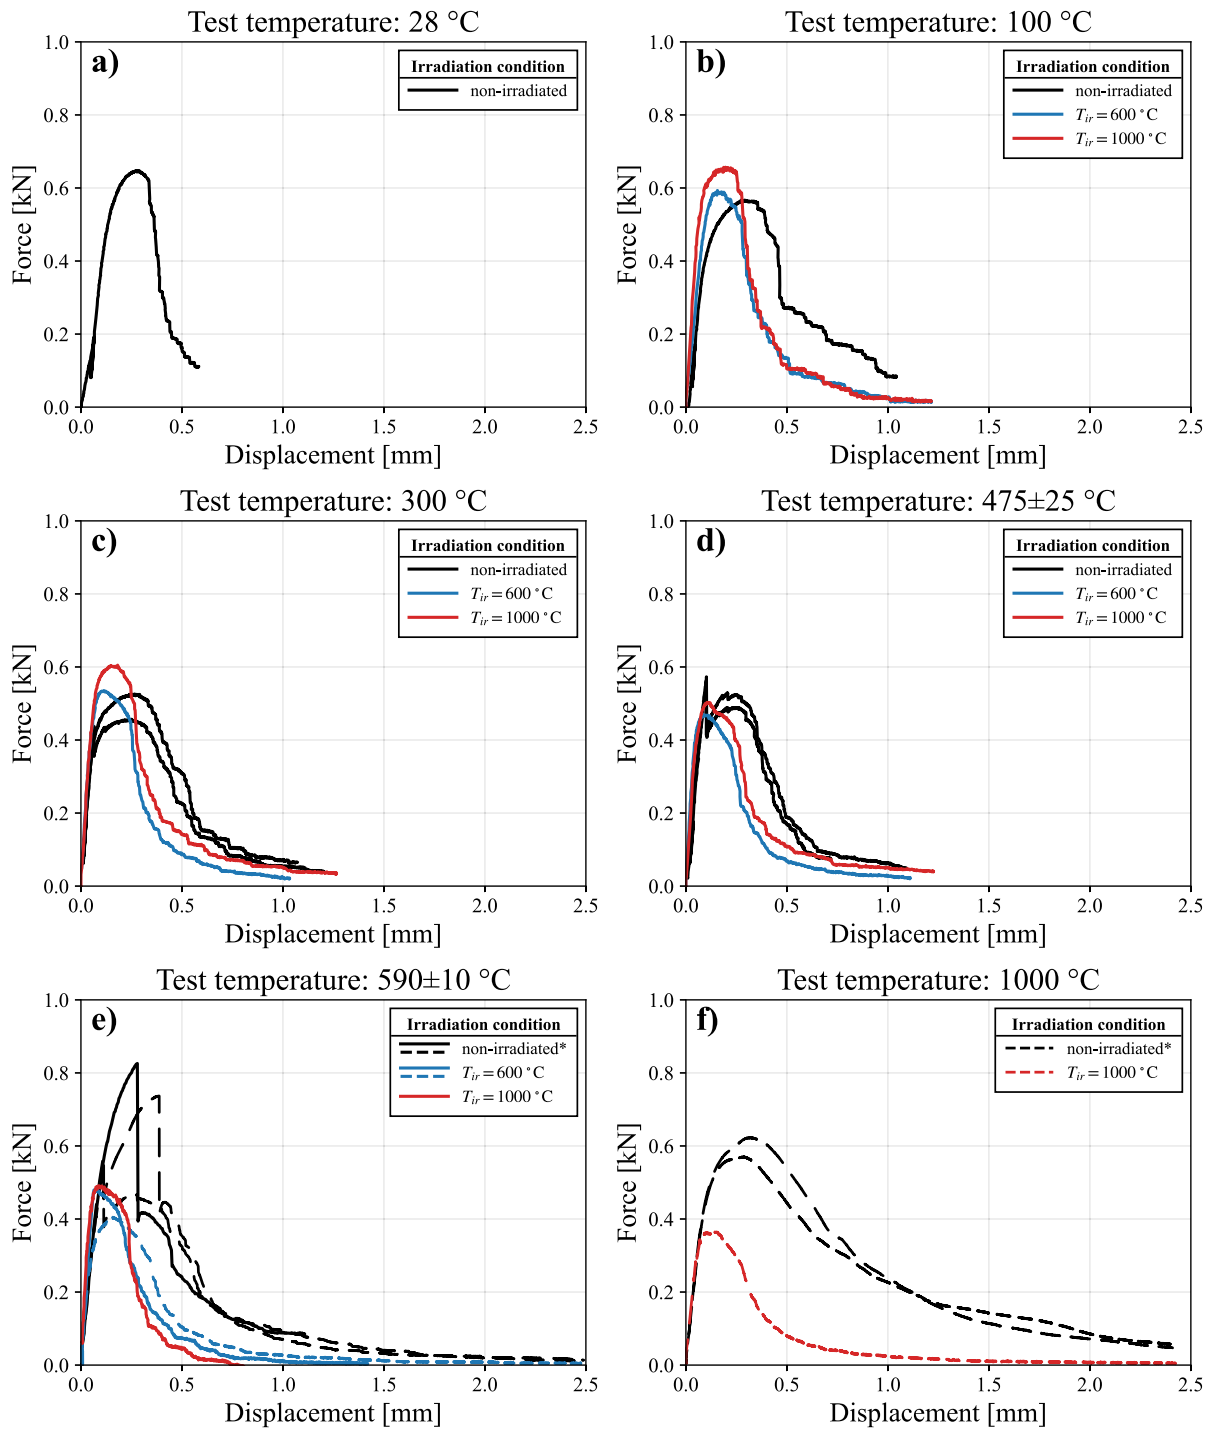 Test temperature: 28 °C
a)
Irradiation condition
non-irradiated
Force [kN]
1.0
0.8
0.6
0.4
0.2
0.0
0.0 0.5 1.0 1.5 2.0 2.5
Displacement [mm]
Test temperature: 100 °C
b)
Irradiation condition
non-irradiated
T_ir = 600 °C
T_ir = 1000 °C
Force [kN]
1.0
0.8
0.6
0.4
0.2
0.0
0.0 0.5 1.0 1.5 2.0 2.5
Displacement [mm]
Test temperature: 300 °C
c)
Irradiation condition
non-irradiated
T_ir = 600 °C
T_ir = 1000 °C
Force [kN]
1.0
0.8
0.6
0.4
0.2
0.0
0.0 0.5 1.0 1.5 2.0 2.5
Displacement [mm]
Test temperature: 475±25 °C
d)
Irradiation condition
non-irradiated
T_ir = 600 °C
T_ir = 1000 °C
Force [kN]
1.0
0.8
0.6
0.4
0.2
0.0
0.0 0.5 1.0 1.5 2.0 2.5
Displacement [mm]
Test temperature: 590±10 °C
e)
Irradiation condition
non-irradiated*
T_ir = 600 °C
T_ir = 1000 °C
Force [kN]
1.0
0.8
0.6
0.4
0.2
0.0
0.0 0.5 1.0 1.5 2.0 2.5
Displacement [mm]
Test temperature: 1000 °C
f)
Irradiation condition
non-irradiated*
T_ir = 1000 °C
Force [kN]
1.0
0.8
0.6
0.4
0.2
0.0
0.0 0.5 1.0 1.5 2.0 2.5
Displacement [mm]